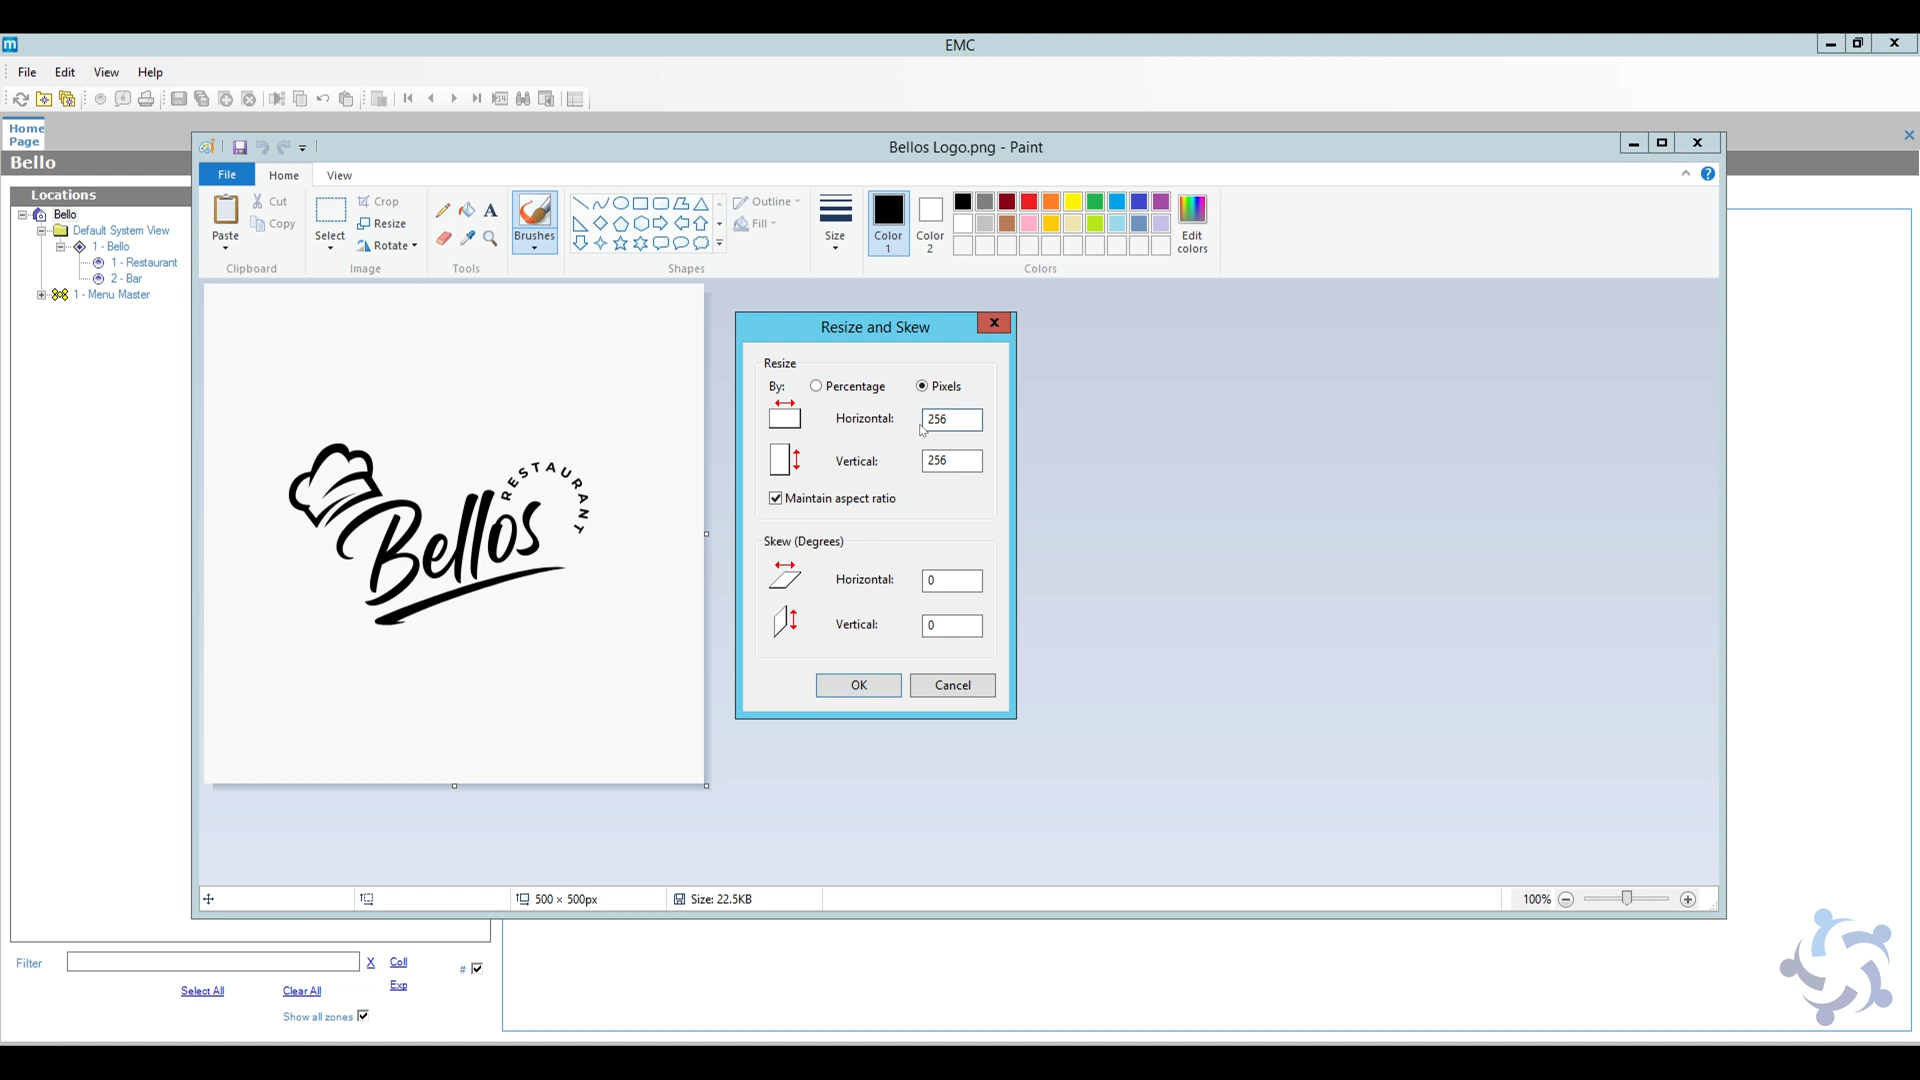 EMC
File Edit View Help
Home
Page
Bello
Locations
Bello
Default System View
1 - Bello
1 - Restaurant
2 - Bar
1 - Menu Master
Bellos Logo.png - Paint
File Home View
Paste
Cut
Copy
Clipboard
Select
Crop
Resize
Rotate
Image
A
Tools
Brushes
Shapes
Outline
Fill
Size
Color
1
Color
2
Edit
colors
Colors
RESTAURANT
Bellos
Resize and Skew
Resize
By: Percentage Pixels
Horizontal: 256
Vertical: 256
Maintain aspect ratio
Skew (Degrees)
Horizontal: 0
Vertical: 0
OK Cancel
500 × 500px
Size: 22.5KB
100%
Filter X Coll
#
Exp
Select All Clear All
Show all zones